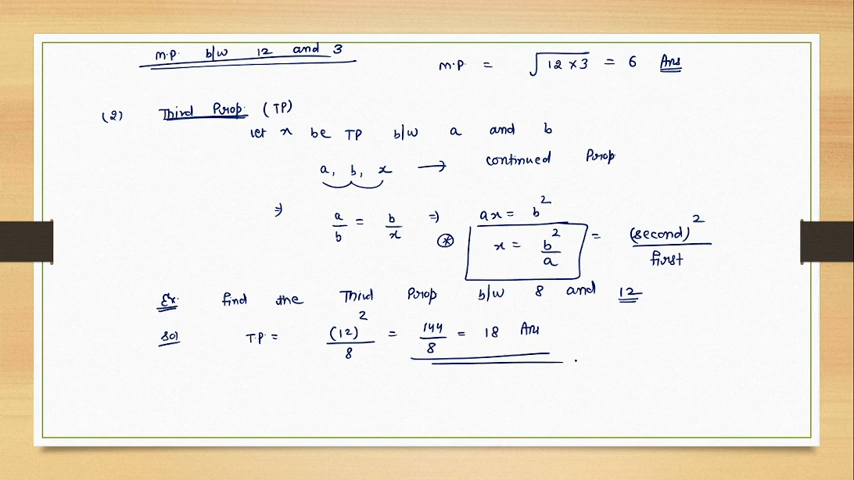 M.P. b/w 12 and 3
M.P = √12 x 3 = 6 Ans
(2) Third Prop. (TP)
let x be TP b/w a and b
a, b, x → continued Prop
⇒ a/b = b/x ⇒ ax = b²
⊛ x = b²/a = (second)²/first
Ex. find the Third Prop b/w 8 and 12
Sol T.P = (12)²/8 = 144/8 = 18 Ans